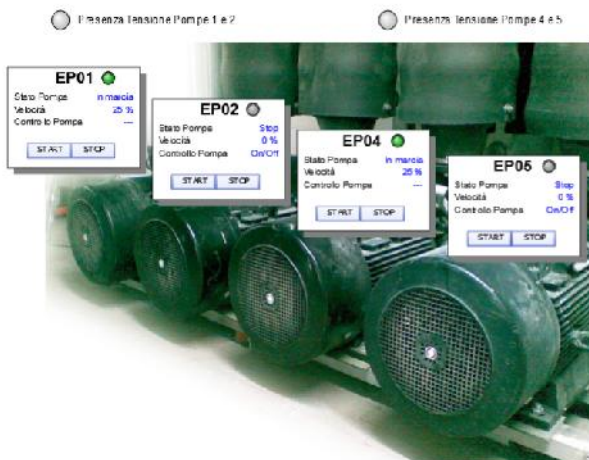 Presenza Tensione Pompe 1 e 2
Presenza Tensione Pompe 4 e 5
EP01
Stato Pompa In marcia
Velocità 25 %
Controllo Pompa ---
START STOP
EP02
Stato Pompa Stop
Velocità 0 %
Controllo Pompa On/Off
START STOP
EP04
Stato Pompa In marcia
Velocità 25 %
Controllo Pompa ---
START STOP
EP05
Stato Pompa Stop
Velocità 0 %
Controllo Pompa On/Off
START STOP